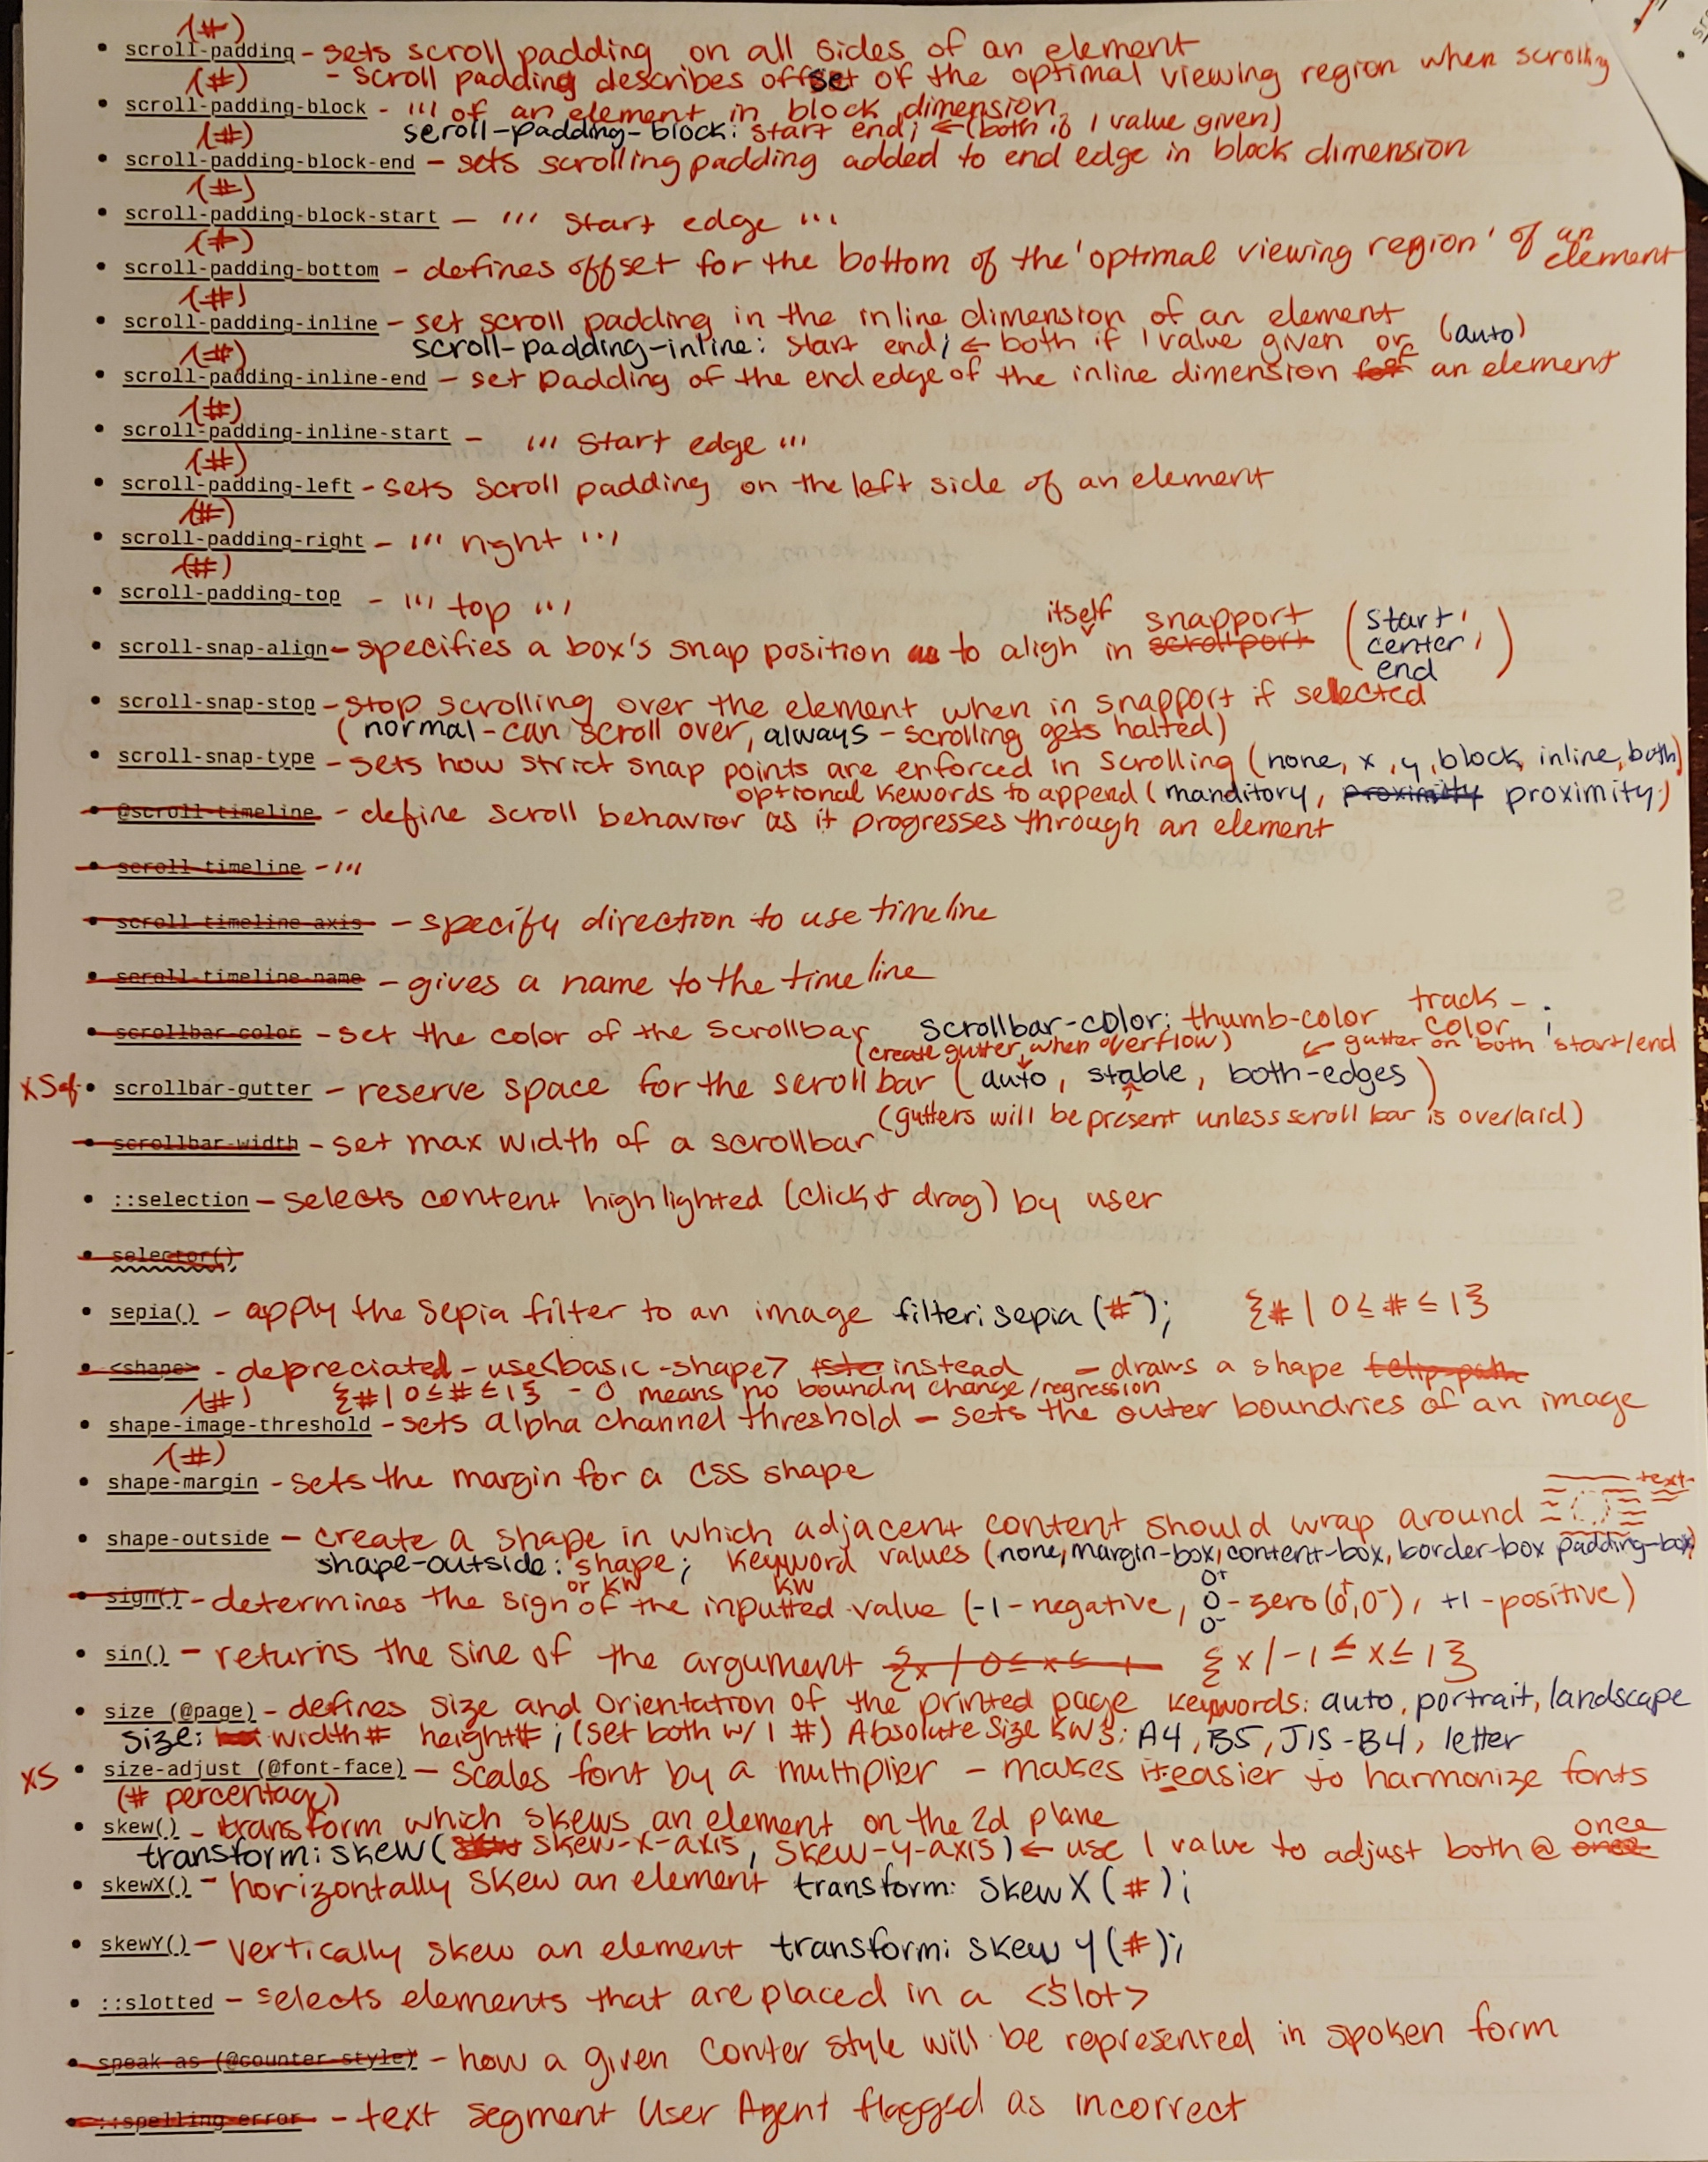 (#)
• scroll-padding - sets scroll padding on all sides of an element
(#) - scroll padding describes offset of the optimal viewing region when scrolling
• scroll-padding-block - ''' of an element in block dimension
(#) scroll-padding-block: start end; ← (both if 1 value given)
• scroll-padding-block-end - sets scrolling padding added to end edge in block dimension
(#)
• scroll-padding-block-start - ''' start edge '''
(#)
• scroll-padding-bottom - defines offset for the bottom of the 'optimal viewing region' of an element
(#)
• scroll-padding-inline - set scroll padding in the inline dimension of an element
(#) scroll-padding-inline: start end; ← both if 1 value given or (auto)
• scroll-padding-inline-end - set padding of the end edge of the inline dimension of an element
(#)
• scroll-padding-inline-start - ''' start edge '''
(#)
• scroll-padding-left - sets scroll padding on the left side of an element
(#)
• scroll-padding-right - ''' right '''
(#)
• scroll-padding-top - ''' top '''
• scroll-snap-align - specifies a box's snap position to aligh itself in scrollport snapport (start, center, end)
• scroll-snap-stop - stop scrolling over the element when in snapport if selected
(normal - can scroll over, always - scrolling gets halted)
• scroll-snap-type - sets how strict snap points are enforced in scrolling (none, x, y, block, inline, both)
optional kewords to append (manditory, proximity proximity)
• @scroll-timeline - define scroll behavior as it progresses through an element
• scroll-timeline - '''
• scroll-timeline-axis - specify direction to use timeline
• scroll-timeline-name - gives a name to the timeline
• scrollbar-color - set the color of the scrollbar scrollbar-color: thumb-color track-color;
(create gutter when overflow) ← gutter on both start/end
• scrollbar-gutter - reserve space for the scrollbar (auto, stable, both-edges)
(gutters will be present unless scroll bar is overlaid)
• scrollbar-width - set max width of a scrollbar
• ::selection - selects content highlighted (click & drag) by user
• selector()
• sepia() - apply the sepia filter to an image filter: sepia(#); {# | 0 ≤ # ≤ 1}
• <shape> - depreciated - use <basic-shape> instead - draws a shape
(#) {# | 0 ≤ # ≤ 1} - 0 means no boundry change/regression
• shape-image-threshold - sets alpha channel threshold - sets the outer boundries of an image
(#)
• shape-margin - sets the margin for a CSS shape
• shape-outside - create a shape in which adjacent content should wrap around text
shape-outside: shape; keyword values (none, margin-box, content-box, border-box padding-box)
or KW KW
• sign() - determines the sign of the inputted value (-1 - negative, 0⁺ 0 0⁻ - zero (0⁺, 0⁻), +1 - positive)
• sin() - returns the sine of the argument {x | 0 ≤ x ≤ 1 {x | -1 ≤ x ≤ 1}
• size (@page) - defines size and orientation of the printed page keywords: auto, portrait, landscape
size: width# height#; (set both w/ 1 #) Absolute Size KWs: A4, B5, JIS-B4, letter
xS • size-adjust (@font-face) - scales font by a multiplier - makes it easier to harmonize fonts
(# percentage)
• skew() - transform which skews an element on the 2d plane
transform: skew(skew-x-axis, skew-y-axis) ← use 1 value to adjust both @ once
• skewX() - horizontally skew an element transform: skewX(#);
• skewY() - vertically skew an element transform: skewY(#);
• ::slotted - selects elements that are placed in a <slot>
• speak-as (@counter-style) - how a given Conter style will be represented in spoken form
• ::spelling-error - text segment User Agent flagged as incorrect